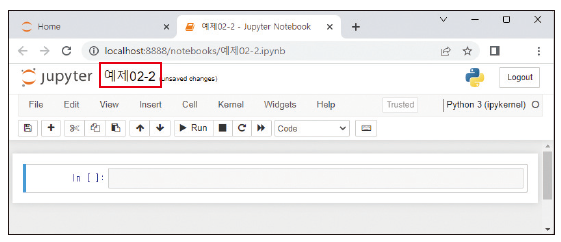 Home
예제02-2 - Jupyter Notebook
localhost:8888/notebooks/예제02-2.ipynb
jupyter 예제02-2 (unsaved changes) Logout
File Edit View Insert Cell Kernel Widgets Help Trusted Python 3 (ipykernel)
Run Code
In [ ]: